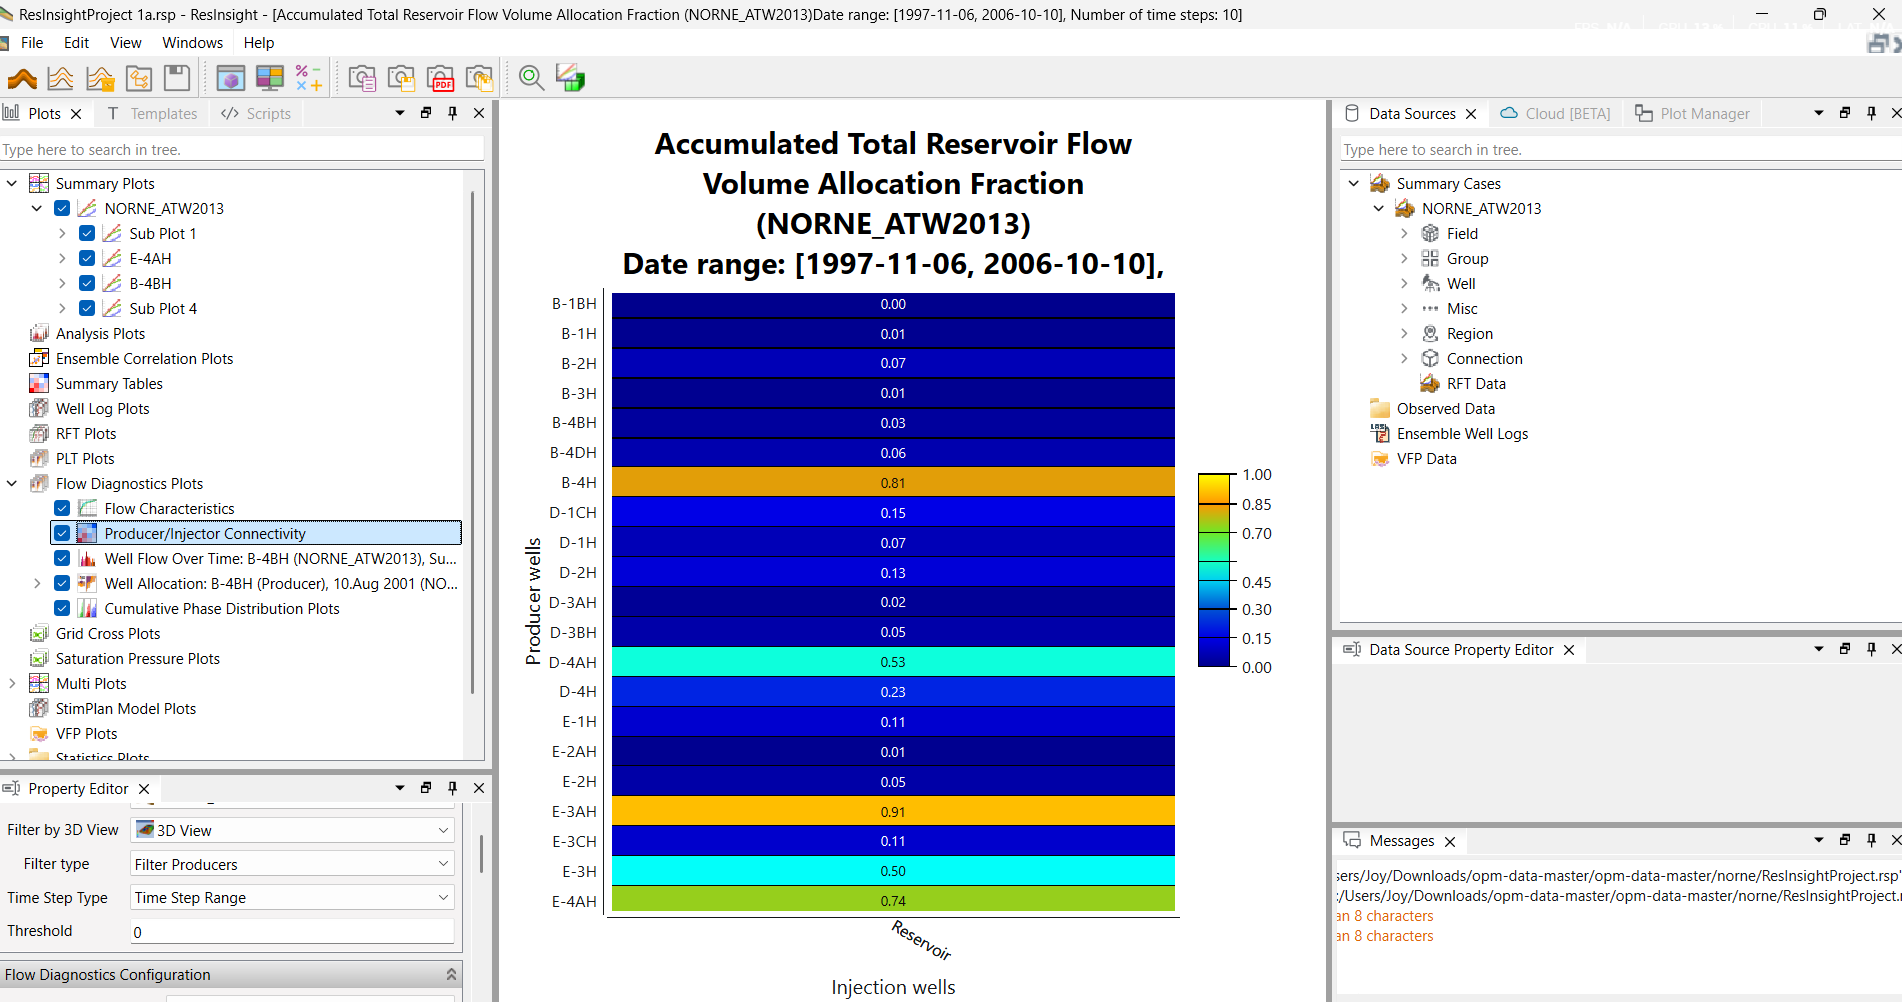 ResInsightProject 1a.rsp - ResInsight - [Accumulated Total Reservoir Flow Volume Allocation Fraction (NORNE_ATW2013)Date range: [1997-11-06, 2006-10-10], Number of time steps: 10]
File Edit View Windows Help
PDF
Plots Templates Scripts
Type here to search in tree.
Summary Plots
NORNE_ATW2013
Sub Plot 1
E-4AH
B-4BH
Sub Plot 4
Analysis Plots
Ensemble Correlation Plots
Summary Tables
Well Log Plots
RFT Plots
PLT Plots
Flow Diagnostics Plots
Flow Characteristics
Producer/Injector Connectivity
Well Flow Over Time: B-4BH (NORNE_ATW2013), Su...
Well Allocation: B-4BH (Producer), 10.Aug 2001 (NO...
Cumulative Phase Distribution Plots
Grid Cross Plots
Saturation Pressure Plots
Multi Plots
StimPlan Model Plots
VFP Plots
Statistics Plots
Property Editor
Filter by 3D View 3D View
Filter type Filter Producers
Time Step Type Time Step Range
Threshold 0
Flow Diagnostics Configuration
Accumulated Total Reservoir Flow
Volume Allocation Fraction
(NORNE_ATW2013)
Date range: [1997-11-06, 2006-10-10],
Producer wells
B-1BH 0.00
B-1H 0.01
B-2H 0.07
B-3H 0.01
B-4BH 0.03
B-4DH 0.06
B-4H 0.81
D-1CH 0.15
D-1H 0.07
D-2H 0.13
D-3AH 0.02
D-3BH 0.05
D-4AH 0.53
D-4H 0.23
E-1H 0.11
E-2AH 0.01
E-2H 0.05
E-3AH 0.91
E-3CH 0.11
E-3H 0.50
E-4AH 0.74
Reservoir
Injection wells
1.00
0.85
0.70
0.45
0.30
0.15
0.00
Data Sources Cloud [BETA] Plot Manager
Type here to search in tree.
Summary Cases
NORNE_ATW2013
Field
Group
Well
Misc
Region
Connection
RFT Data
Observed Data
Ensemble Well Logs
VFP Data
Data Source Property Editor
Messages
sers/Joy/Downloads/opm-data-master/opm-data-master/norne/ResInsightProject.rsp'
:/Users/Joy/Downloads/opm-data-master/opm-data-master/norne/ResInsightProject.r
an 8 characters
an 8 characters